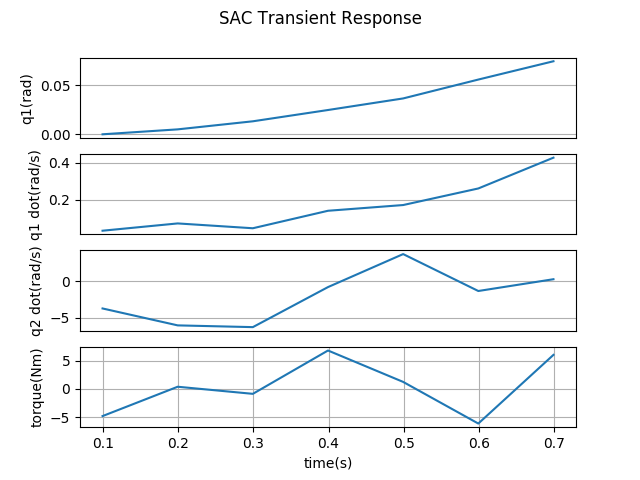 SAC Transient Response
q1(rad)
0.05
0.00
q1 dot(rad/s)
0.4
0.2
q2 dot(rad/s)
0
−5
torque(Nm)
5
0
−5
0.1 0.2 0.3 0.4 0.5 0.6 0.7
time(s)